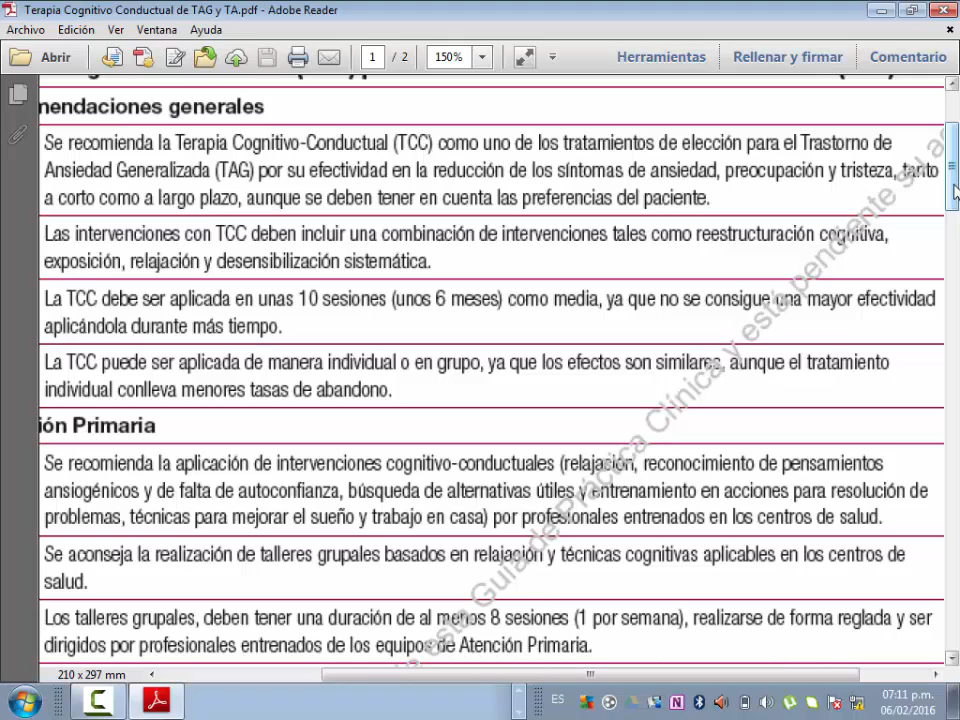 Terapia Cognitivo Conductual de TAG y TA.pdf - Adobe Reader
Archivo Edición Ver Ventana Ayuda
Abrir 1 / 2 150% Herramientas Rellenar y firmar Comentario
mendaciones generales
Se recomienda la Terapia Cognitivo-Conductual (TCC) como uno de los tratamientos de elección para el Trastorno de
Ansiedad Generalizada (TAG) por su efectividad en la reducción de los síntomas de ansiedad, preocupación y tristeza, tanto
a corto como a largo plazo, aunque se deben tener en cuenta las preferencias del paciente.
Las intervenciones con TCC deben incluir una combinación de intervenciones tales como reestructuración cognitiva,
exposición, relajación y desensibilización sistemática.
La TCC debe ser aplicada en unas 10 sesiones (unos 6 meses) como media, ya que no se consigue una mayor efectividad
aplicándola durante más tiempo.
La TCC puede ser aplicada de manera individual o en grupo, ya que los efectos son similares, aunque el tratamiento
individual conlleva menores tasas de abandono.
ión Primaria
Se recomienda la aplicación de intervenciones cognitivo-conductuales (relajación, reconocimiento de pensamientos
ansiogénicos y de falta de autoconfianza, búsqueda de alternativas útiles y entrenamiento en acciones para resolución de
problemas, técnicas para mejorar el sueño y trabajo en casa) por profesionales entrenados en los centros de salud.
Se aconseja la realización de talleres grupales basados en relajación y técnicas cognitivas aplicables en los centros de
salud.
Los talleres grupales, deben tener una duración de al menos 8 sesiones (1 por semana), realizarse de forma reglada y ser
dirigidos por profesionales entrenados de los equipos de Atención Primaria.
esta Guía de Práctica Clínica y está pendiente su
210 x 297 mm
ES
07:11 p.m.
06/02/2016